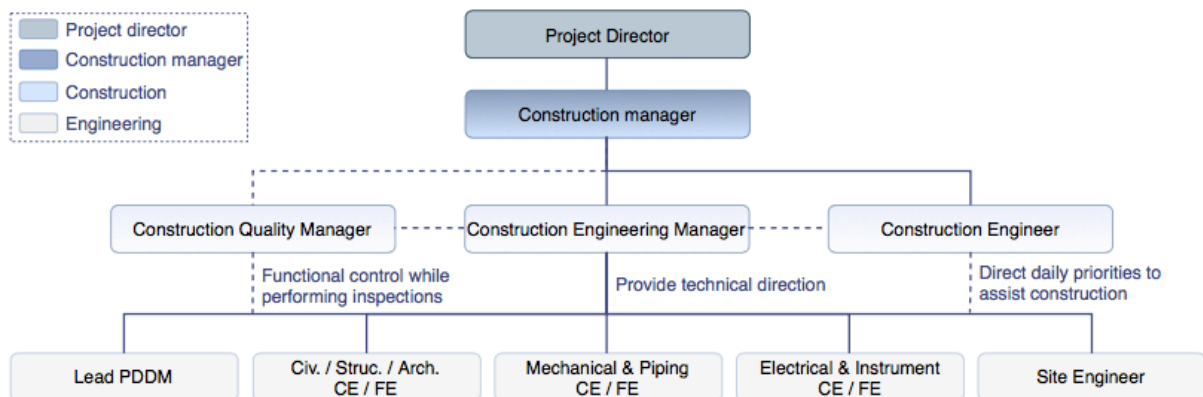 Project director
Construction manager
Construction
Engineering
Project Director
Construction manager
Construction Quality Manager
Construction Engineering Manager
Construction Engineer
Functional control while
performing inspections
Provide technical direction
Direct daily priorities to
assist construction
Lead PDDM
Civ. / Struc. / Arch.
CE / FE
Mechanical & Piping
CE / FE
Electrical & Instrument
CE / FE
Site Engineer